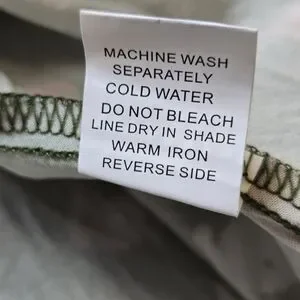 MACHINE WASH
SEPARATELY
COLD WATER
DO NOT BLEACH
LINE DRY IN SHADE
WARM IRON
REVERSE SIDE